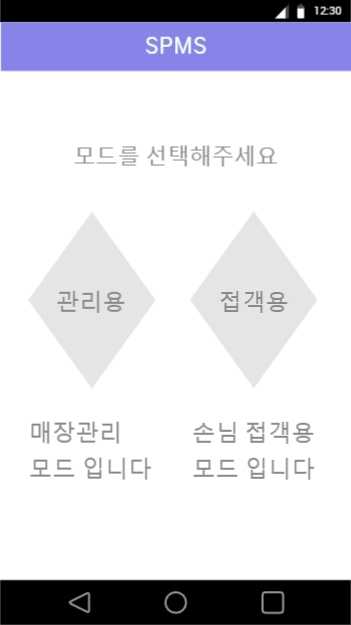 12:30
SPMS
모드를 선택해주세요
관리용
접객용
매장관리
모드 입니다
손님 접객용
모드 입니다